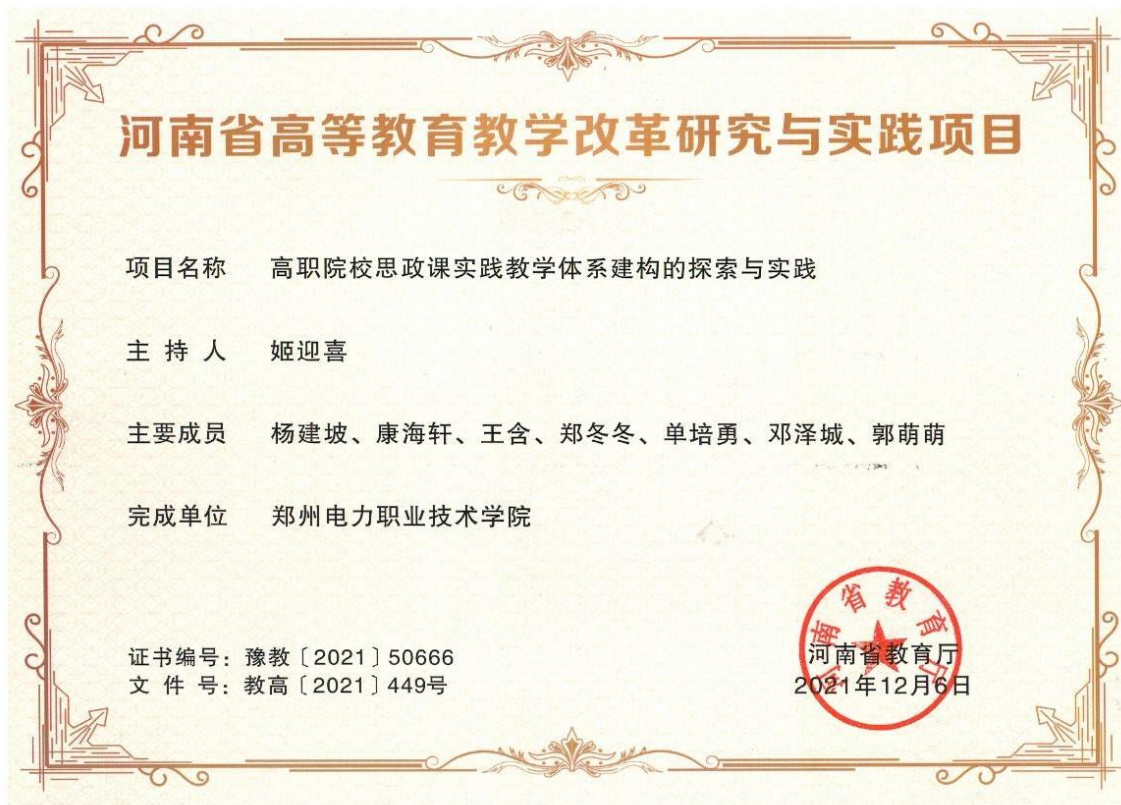 河南省高等教育教学改革研究与实践项目
项目名称 高职院校思政课实践教学体系建构的探索与实践
主持人 姬迎喜
主要成员 杨建坡、康海轩、王含、郑冬冬、单培勇、邓泽城、郭萌萌
完成单位 郑州电力职业技术学院
河南省教育厅
证书编号：豫教〔2021〕50666
文件号：教高〔2021〕449号
河南省教育厅
2021年12月6日